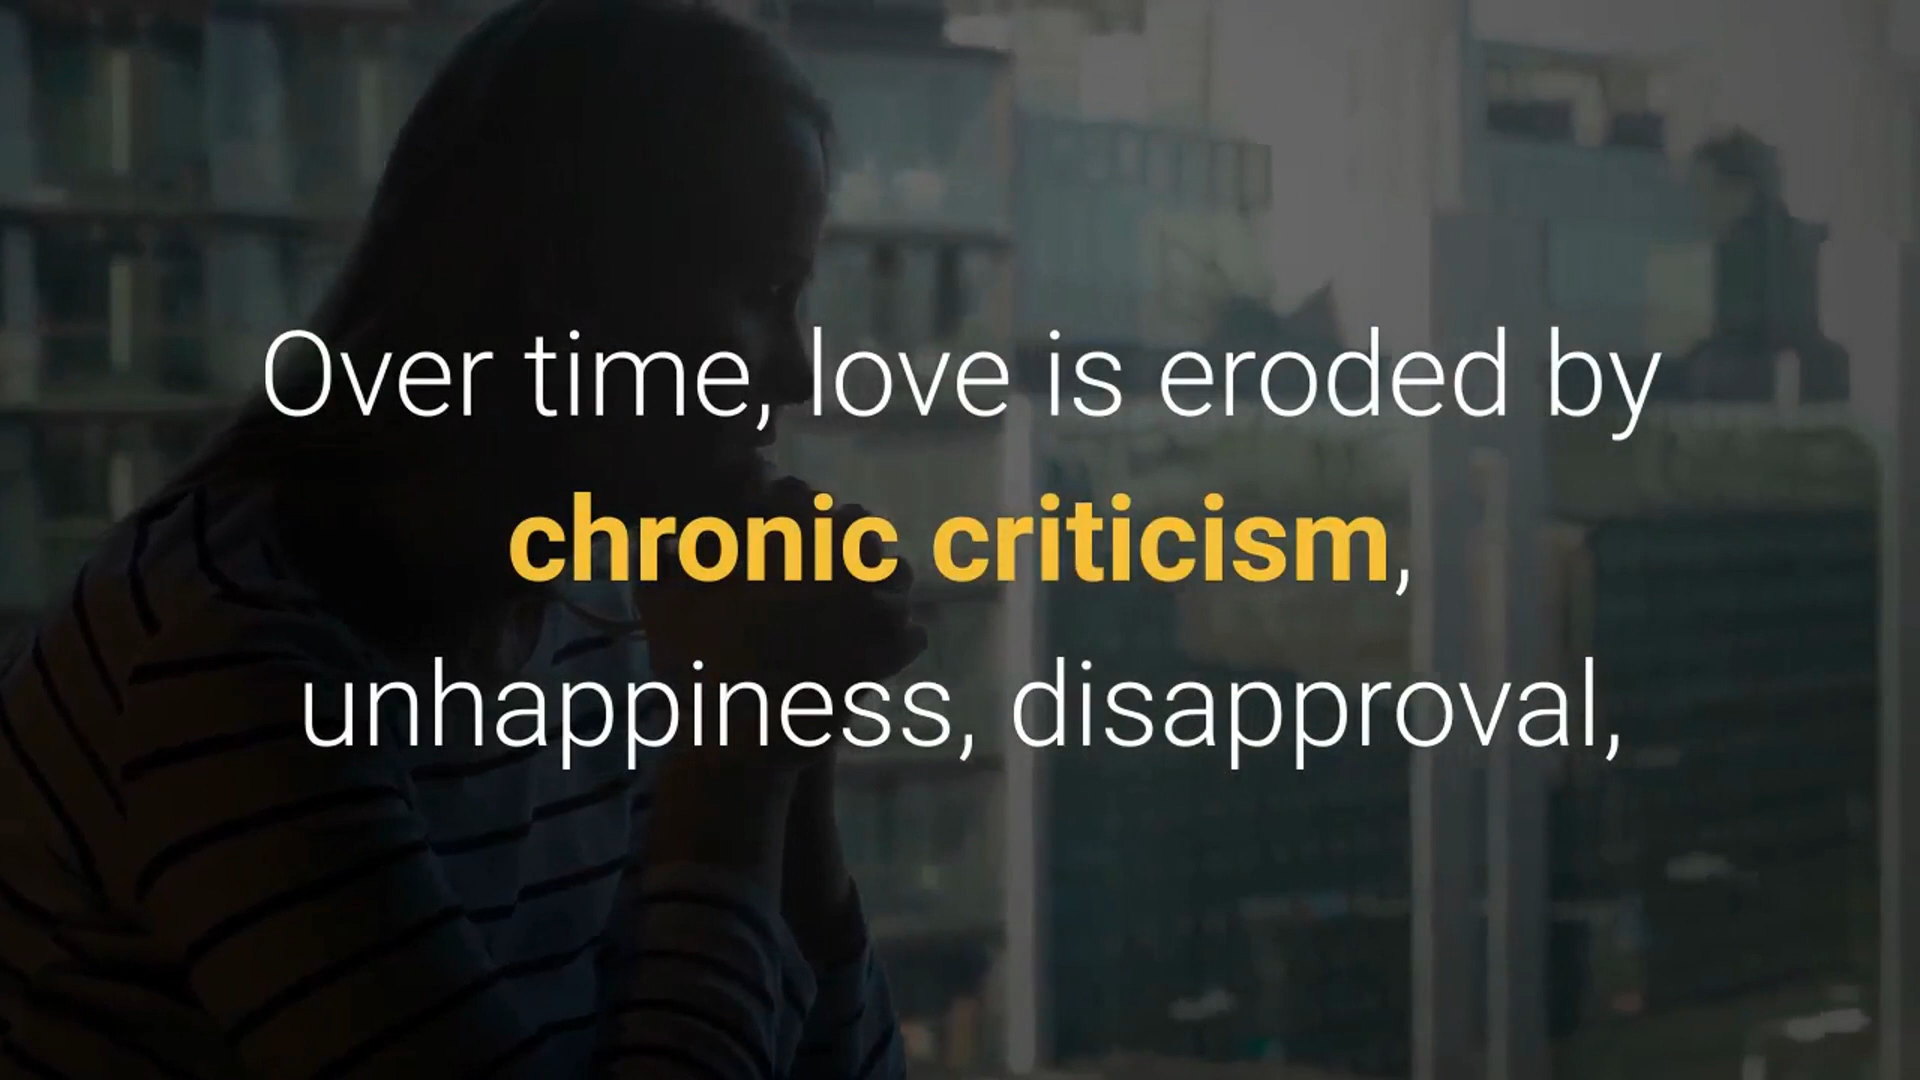 Over time, love is eroded by
chronic criticism,
unhappiness, disapproval,